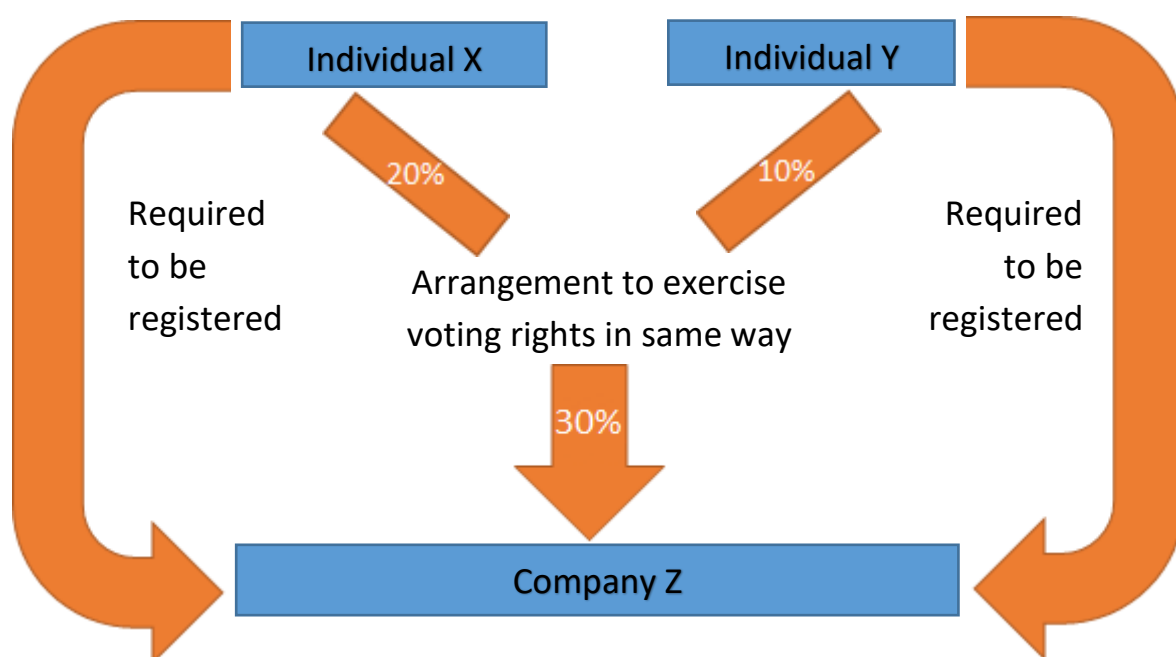 Individual X
Individual Y
20%
10%
Required
to be
registered
Required
to be
registered
Arrangement to exercise
voting rights in same way
30%
Company Z